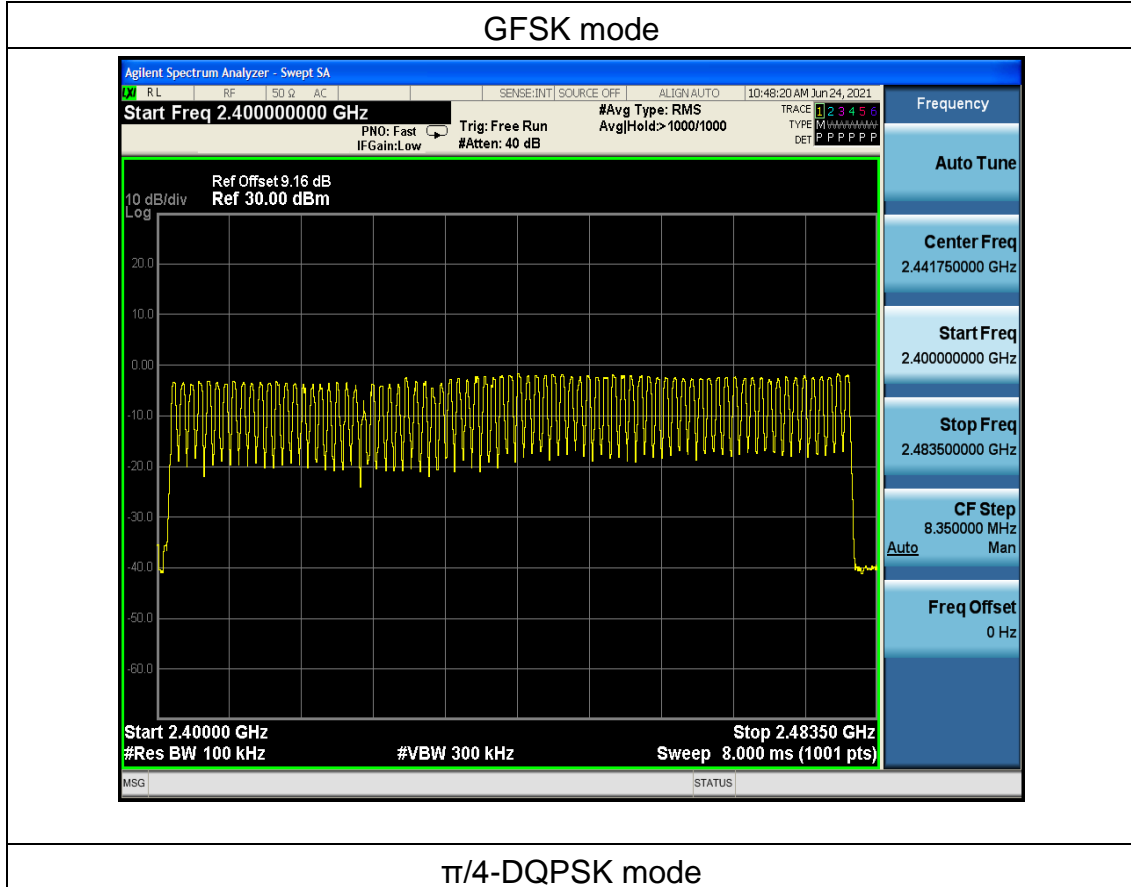 GFSK mode
Agilent Spectrum Analyzer - Swept SA
LXI RL RF 50 Ω AC SENSE:INT SOURCE OFF ALIGN AUTO 10:48:20 AM Jun 24, 2021
Start Freq 2.400000000 GHz
PNO: Fast
IFGain:Low
Trig: Free Run
#Atten: 40 dB
#Avg Type: RMS
Avg|Hold:>1000/1000
TRACE 1 2 3 4 5 6
TYPE M WWWWW
DET P P P P P P
Frequency
Auto Tune
Center Freq
2.441750000 GHz
Start Freq
2.400000000 GHz
Stop Freq
2.483500000 GHz
CF Step
8.350000 MHz
Auto Man
Freq Offset
0 Hz
Ref Offset 9.16 dB
10 dB/div Ref 30.00 dBm
Log
20.0
10.0
0.00
-10.0
-20.0
-30.0
-40.0
-50.0
-60.0
Start 2.40000 GHz Stop 2.48350 GHz
#Res BW 100 kHz #VBW 300 kHz Sweep 8.000 ms (1001 pts)
MSG STATUS
π/4-DQPSK mode